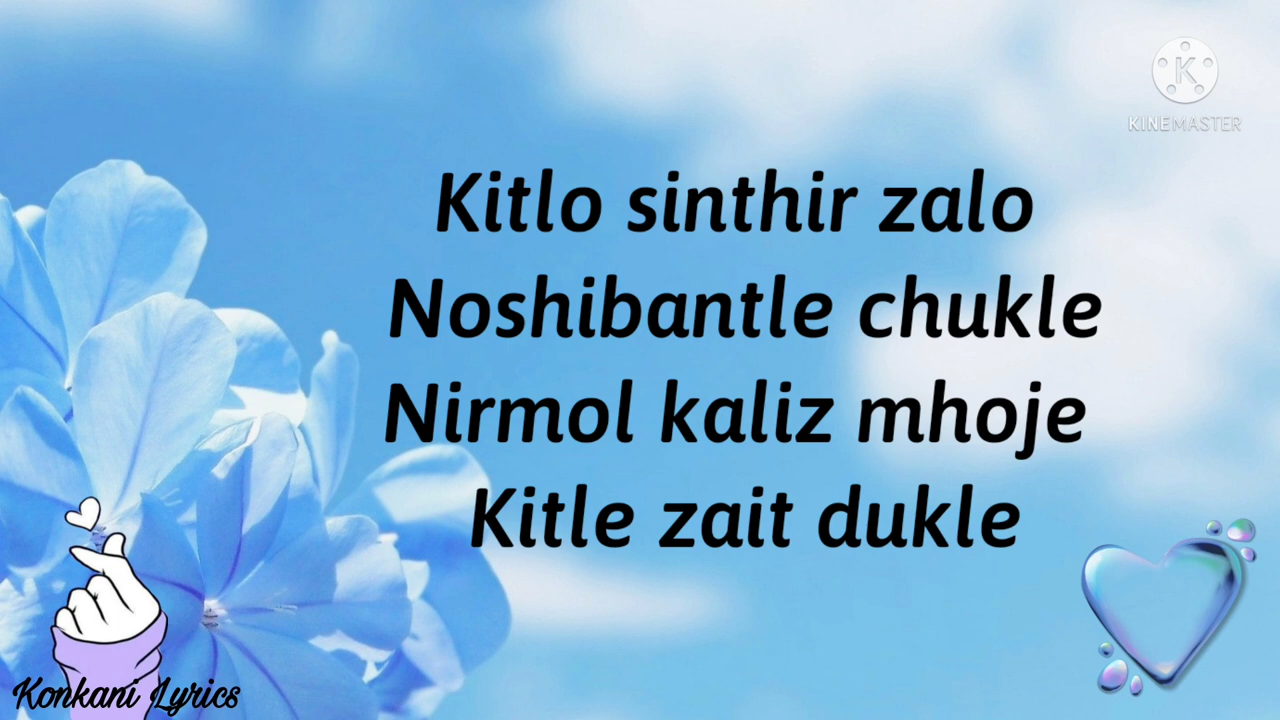 KINEMASTER
Kitlo sinthir zalo
Noshibantle chukle
Nirmol kaliz mhoje
Kitle zait dukle
Konkani Lyrics